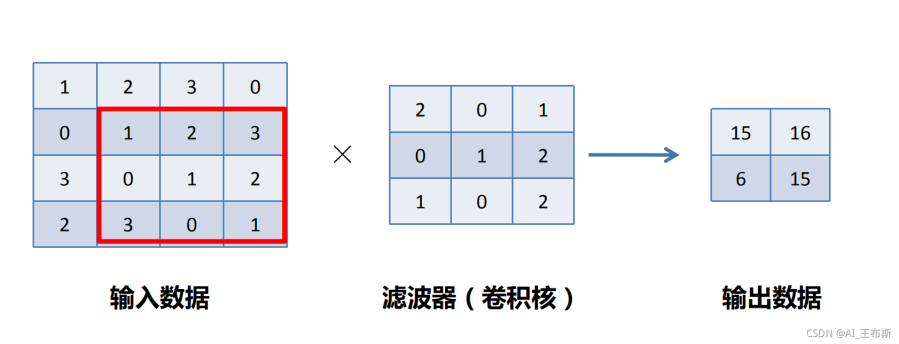 1 2 3 0
0 1 2 3
3 0 1 2
2 3 0 1
×
2 0 1
0 1 2
1 0 2
15 16
6 15
输入数据
滤波器（卷积核）
输出数据
CSDN @AI_王布斯